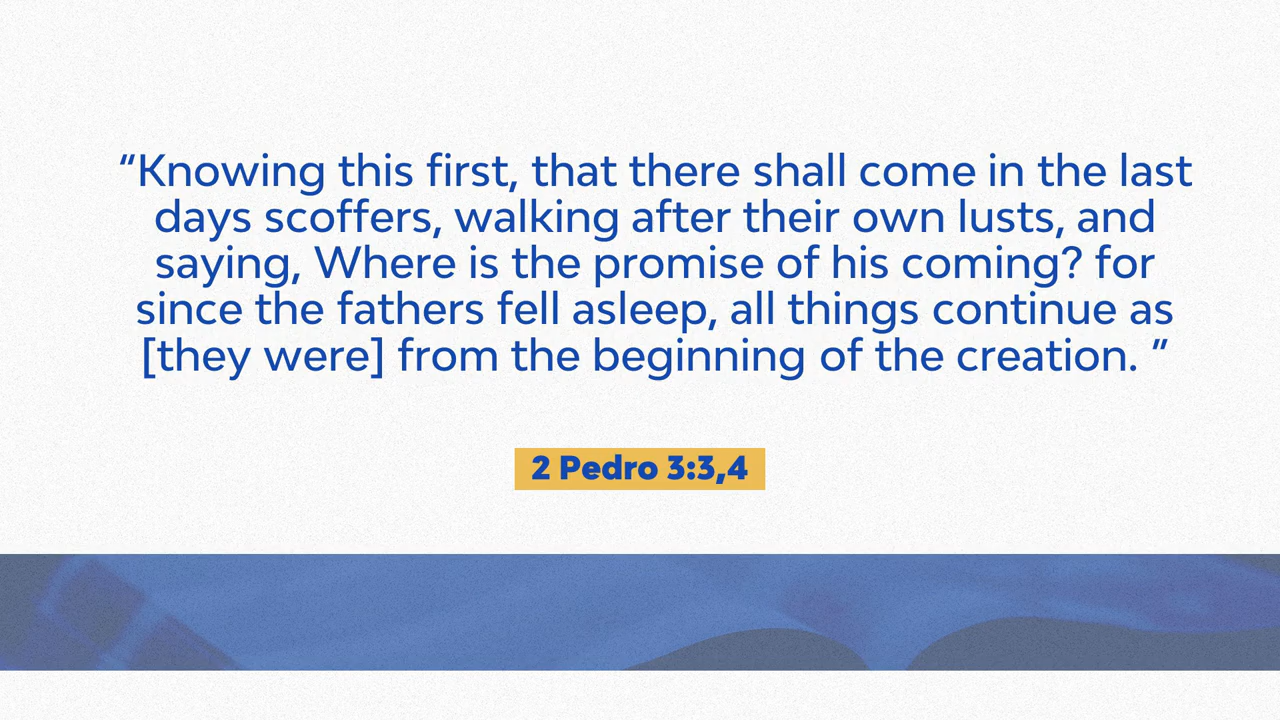 “Knowing this first, that there shall come in the last
days scoffers, walking after their own lusts, and
saying, Where is the promise of his coming? for
since the fathers fell asleep, all things continue as
[they were] from the beginning of the creation. ”
2 Pedro 3:3,4